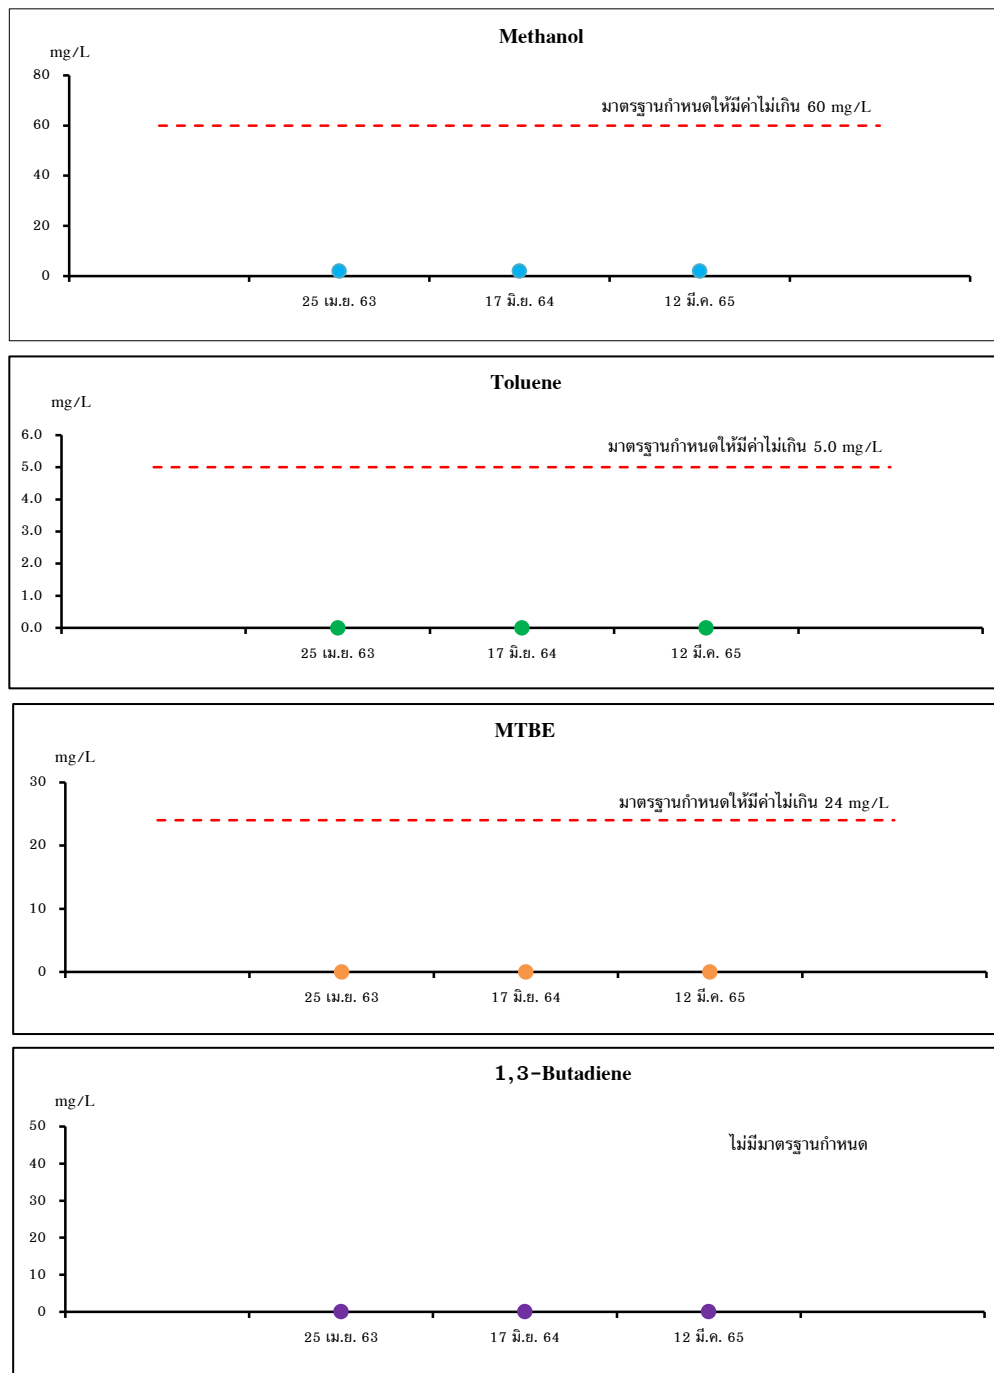 Methanol
mg/L
80
มาตรฐานกำหนดให้มีค่าไม่เกิน 60 mg/L
60
40
20
0
25 เม.ย. 63 17 มิ.ย. 64 12 มี.ค. 65
Toluene
mg/L
6.0
มาตรฐานกำหนดให้มีค่าไม่เกิน 5.0 mg/L
5.0
4.0
3.0
2.0
1.0
0.0
25 เม.ย. 63 17 มิ.ย. 64 12 มี.ค. 65
MTBE
mg/L
30
มาตรฐานกำหนดให้มีค่าไม่เกิน 24 mg/L
20
10
0
25 เม.ย. 63 17 มิ.ย. 64 12 มี.ค. 65
1,3-Butadiene
mg/L
50
ไม่มีมาตรฐานกำหนด
40
30
20
10
0
25 เม.ย. 63 17 มิ.ย. 64 12 มี.ค. 65